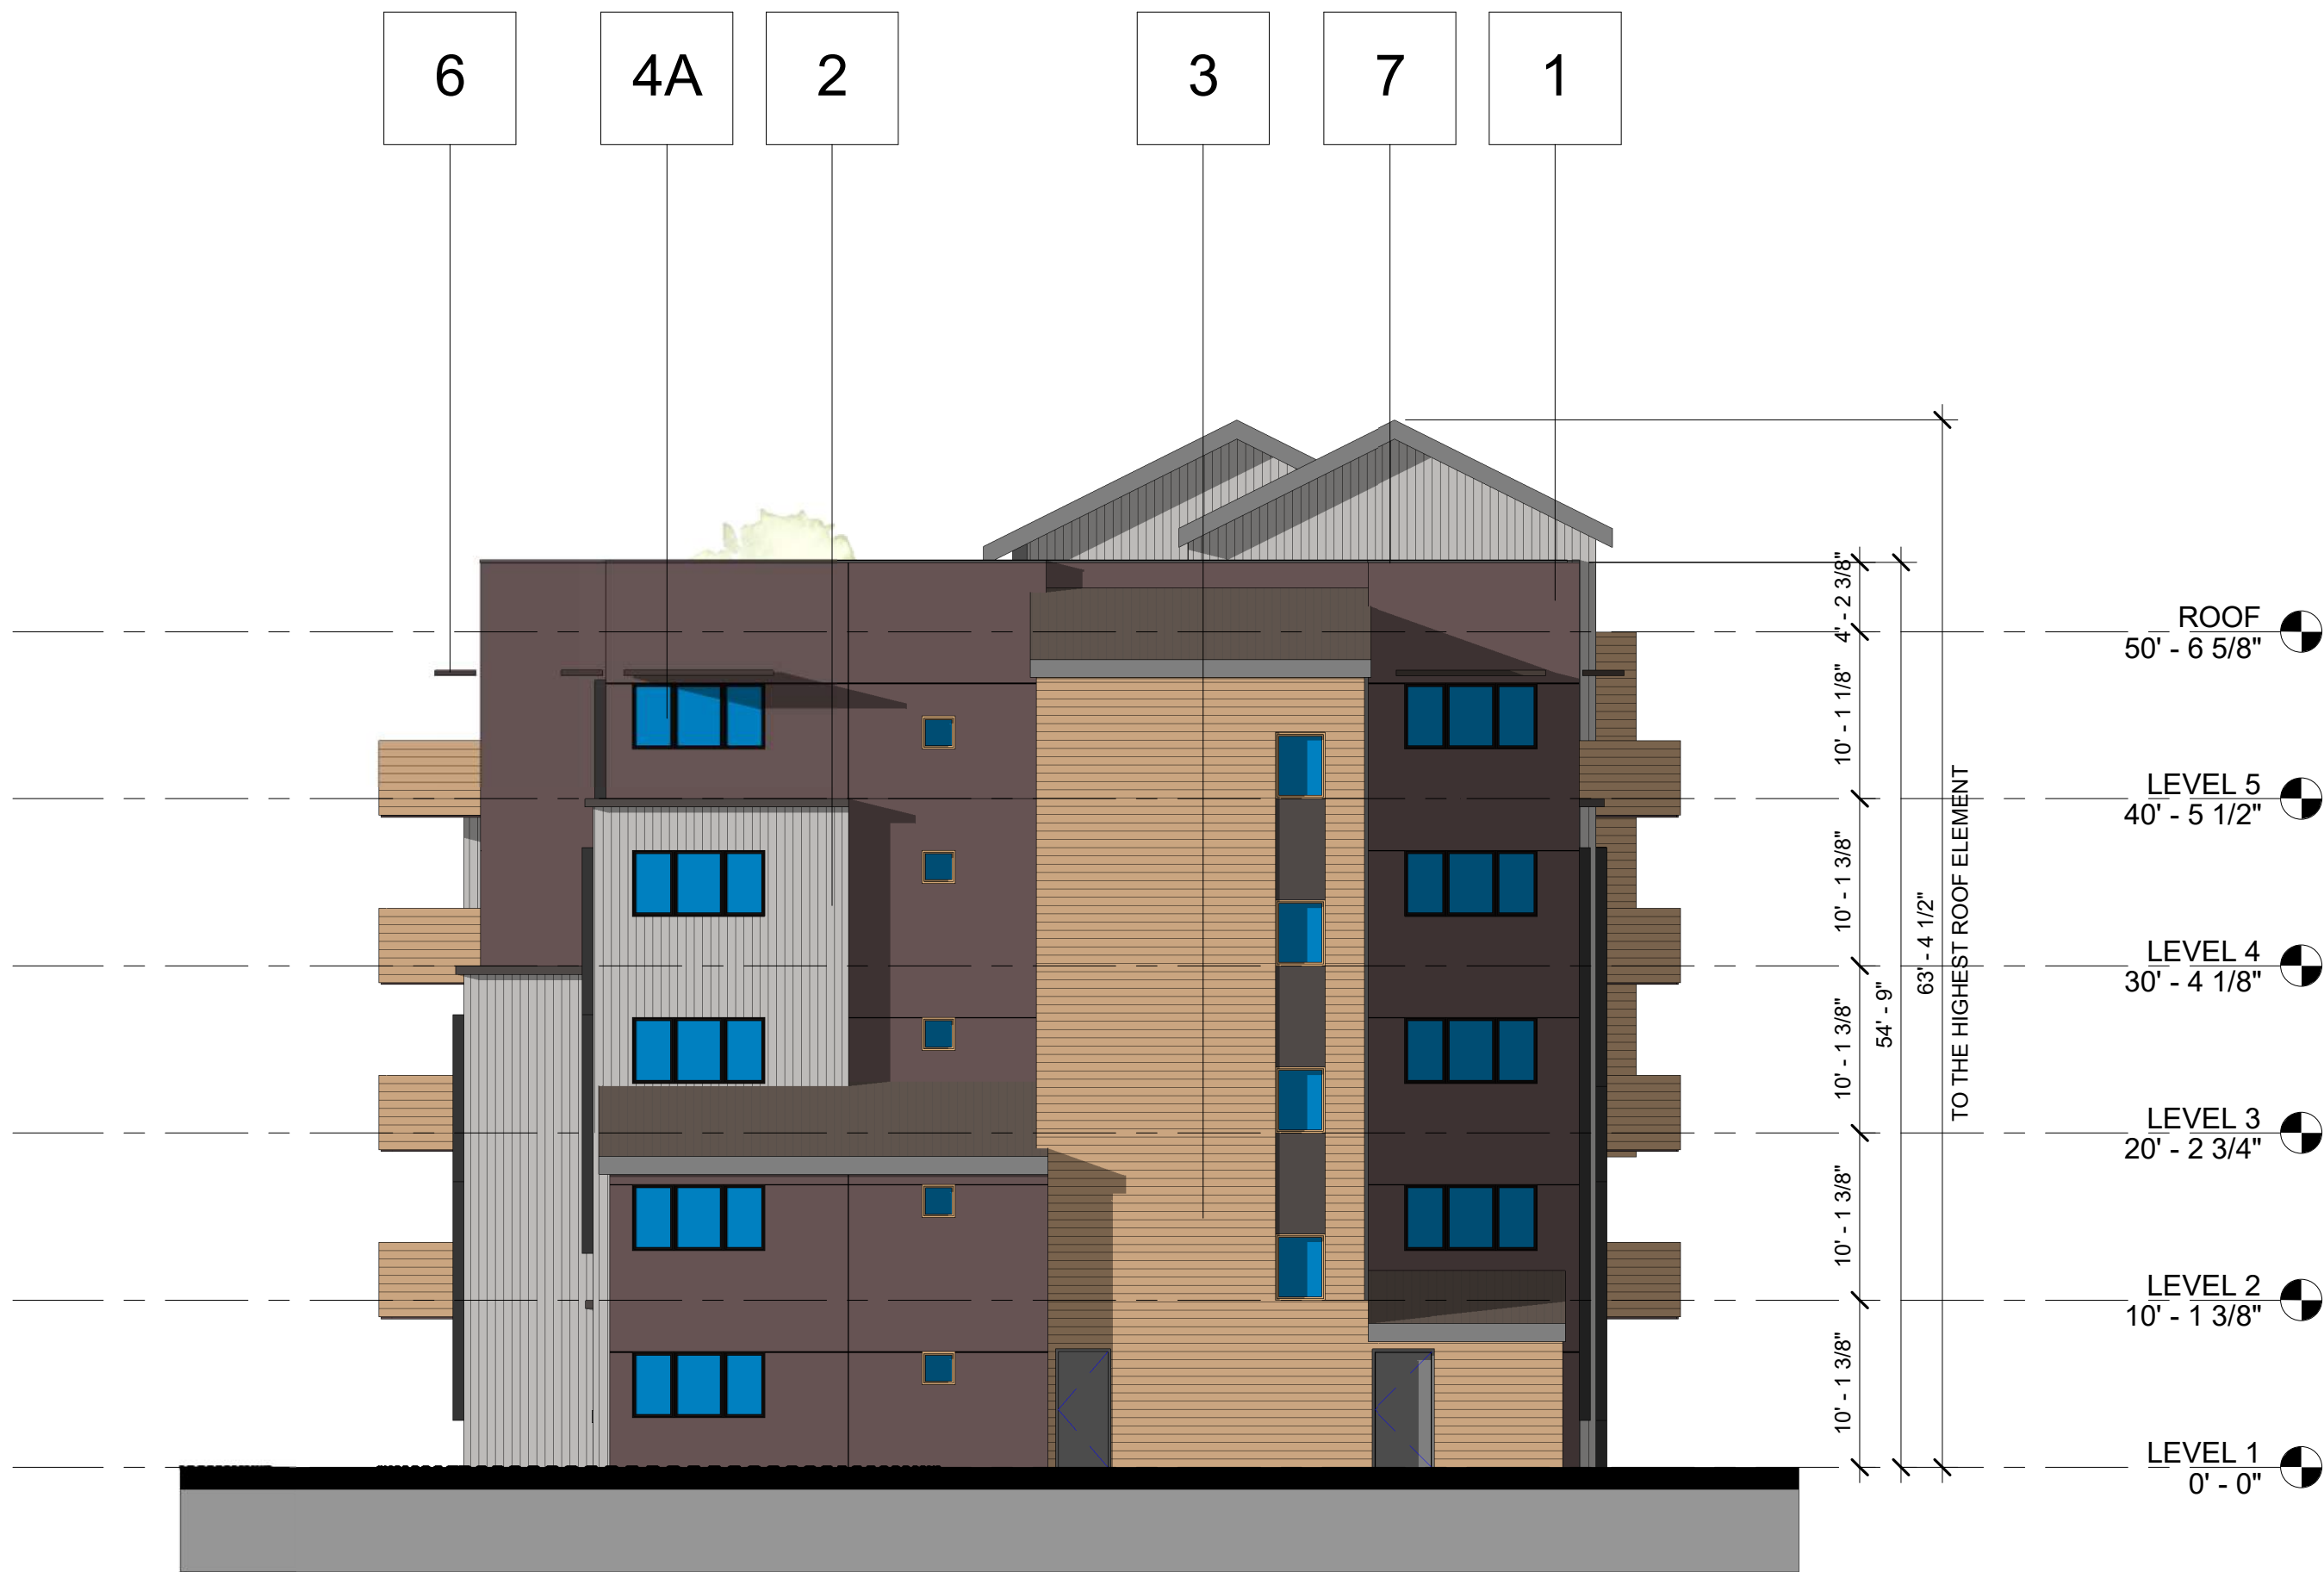 6
4A
2
3
7
1
4' - 2 3/8"
10' - 1 1/8"
10' - 1 3/8"
10' - 1 3/8"
10' - 1 3/8"
10' - 1 3/8"
54' - 9"
63' - 4 1/2"
TO THE HIGHEST ROOF ELEMENT
ROOF
50' - 6 5/8"
LEVEL 5
40' - 5 1/2"
LEVEL 4
30' - 4 1/8"
LEVEL 3
20' - 2 3/4"
LEVEL 2
10' - 1 3/8"
LEVEL 1
0' - 0"